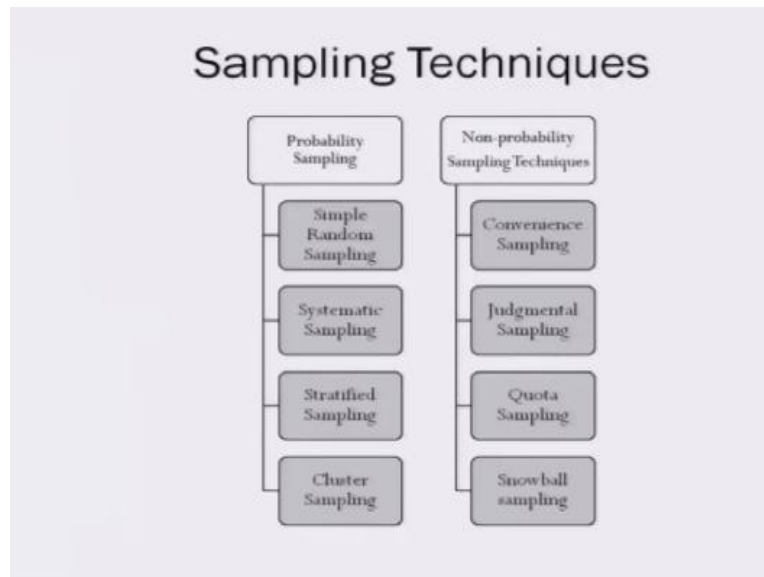 Sampling Techniques
Probability
Sampling
Simple
Random
Sampling
Systematic
Sampling
Stratified
Sampling
Cluster
Sampling
Non-probability
Sampling Techniques
Convenience
Sampling
Judgmental
Sampling
Quota
Sampling
Snowball
sampling